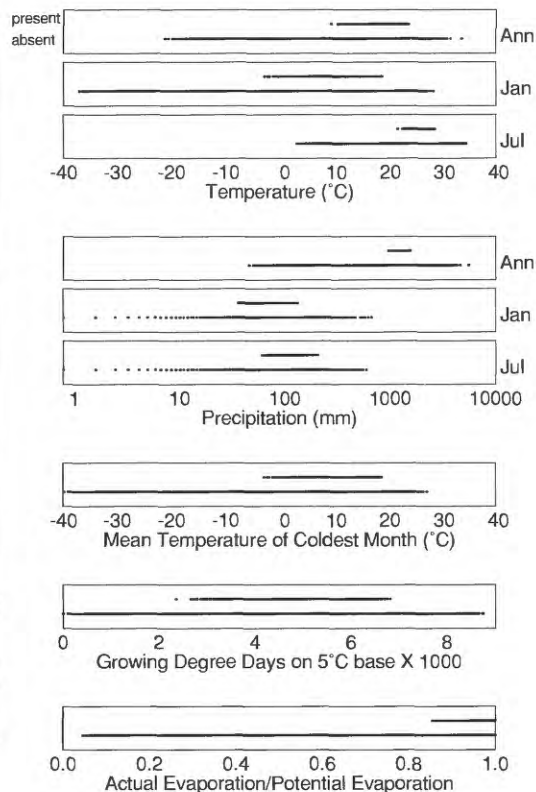 present
absent
Ann
Jan
Jul
-40 -30 -20 -10 0 10 20 30 40
Temperature (˚C)
Ann
Jan
Jul
1 10 100 1000 10000
Precipitation (mm)
-40 -30 -20 -10 0 10 20 30 40
Mean Temperature of Coldest Month (˚C)
0 2 4 6 8
Growing Degree Days on 5˚C base X 1000
0.0 0.2 0.4 0.6 0.8 1.0
Actual Evaporation/Potential Evaporation